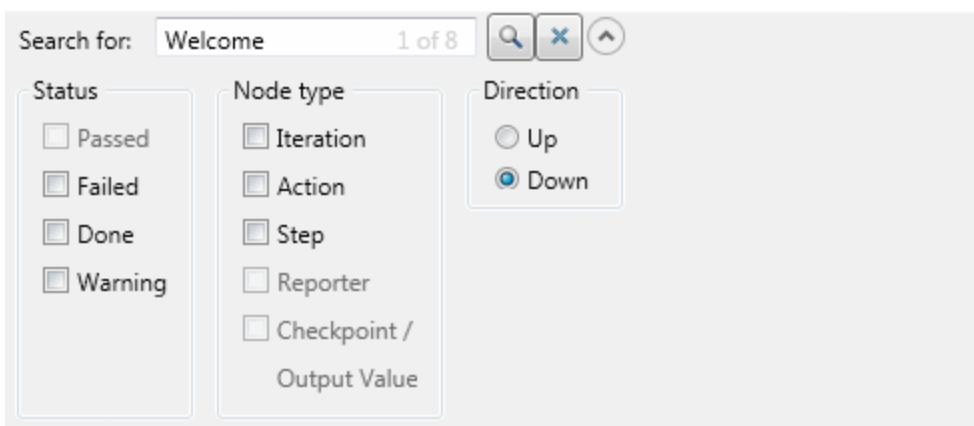 Search for: Welcome 1 of 8
Status
Passed
Failed
Done
Warning
Node type
Iteration
Action
Step
Reporter
Checkpoint /
Output Value
Direction
Up
Down